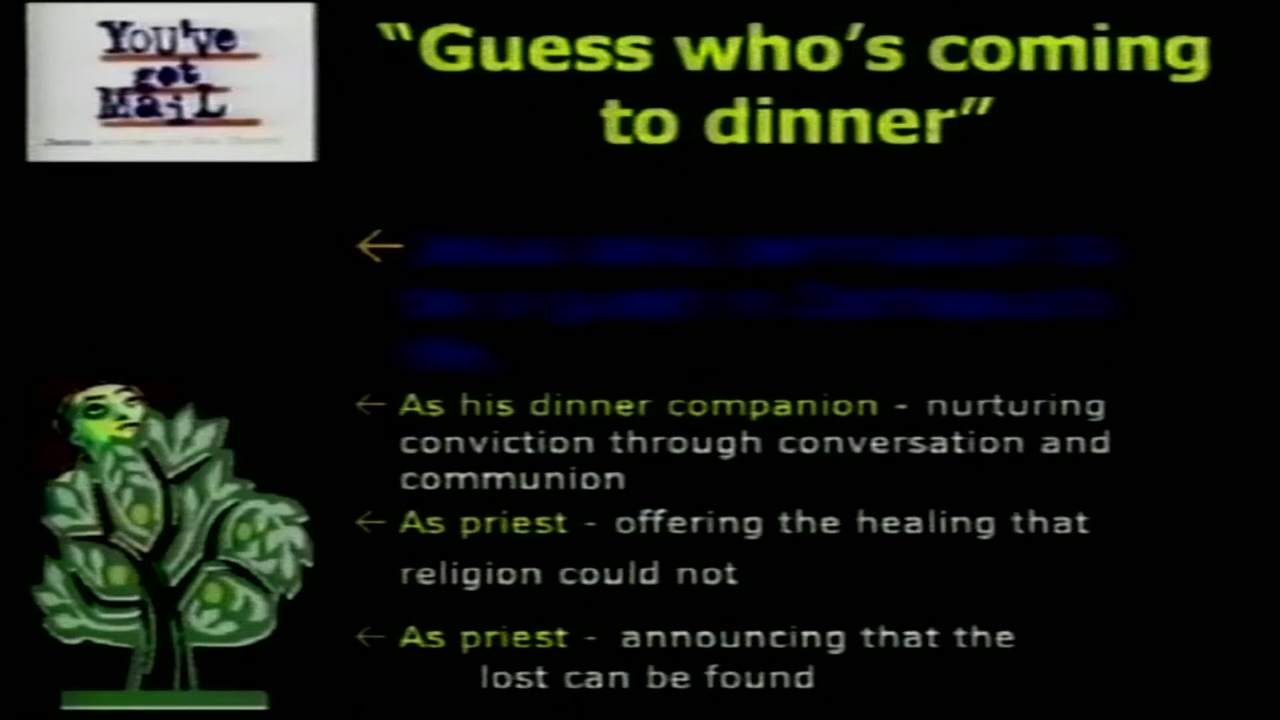 You've
got
MaiL
“Guess who’s coming
to dinner”
← As his dinner companion - nurturing
conviction through conversation and
communion
← As priest - offering the healing that
religion could not
← As priest - announcing that the
lost can be found